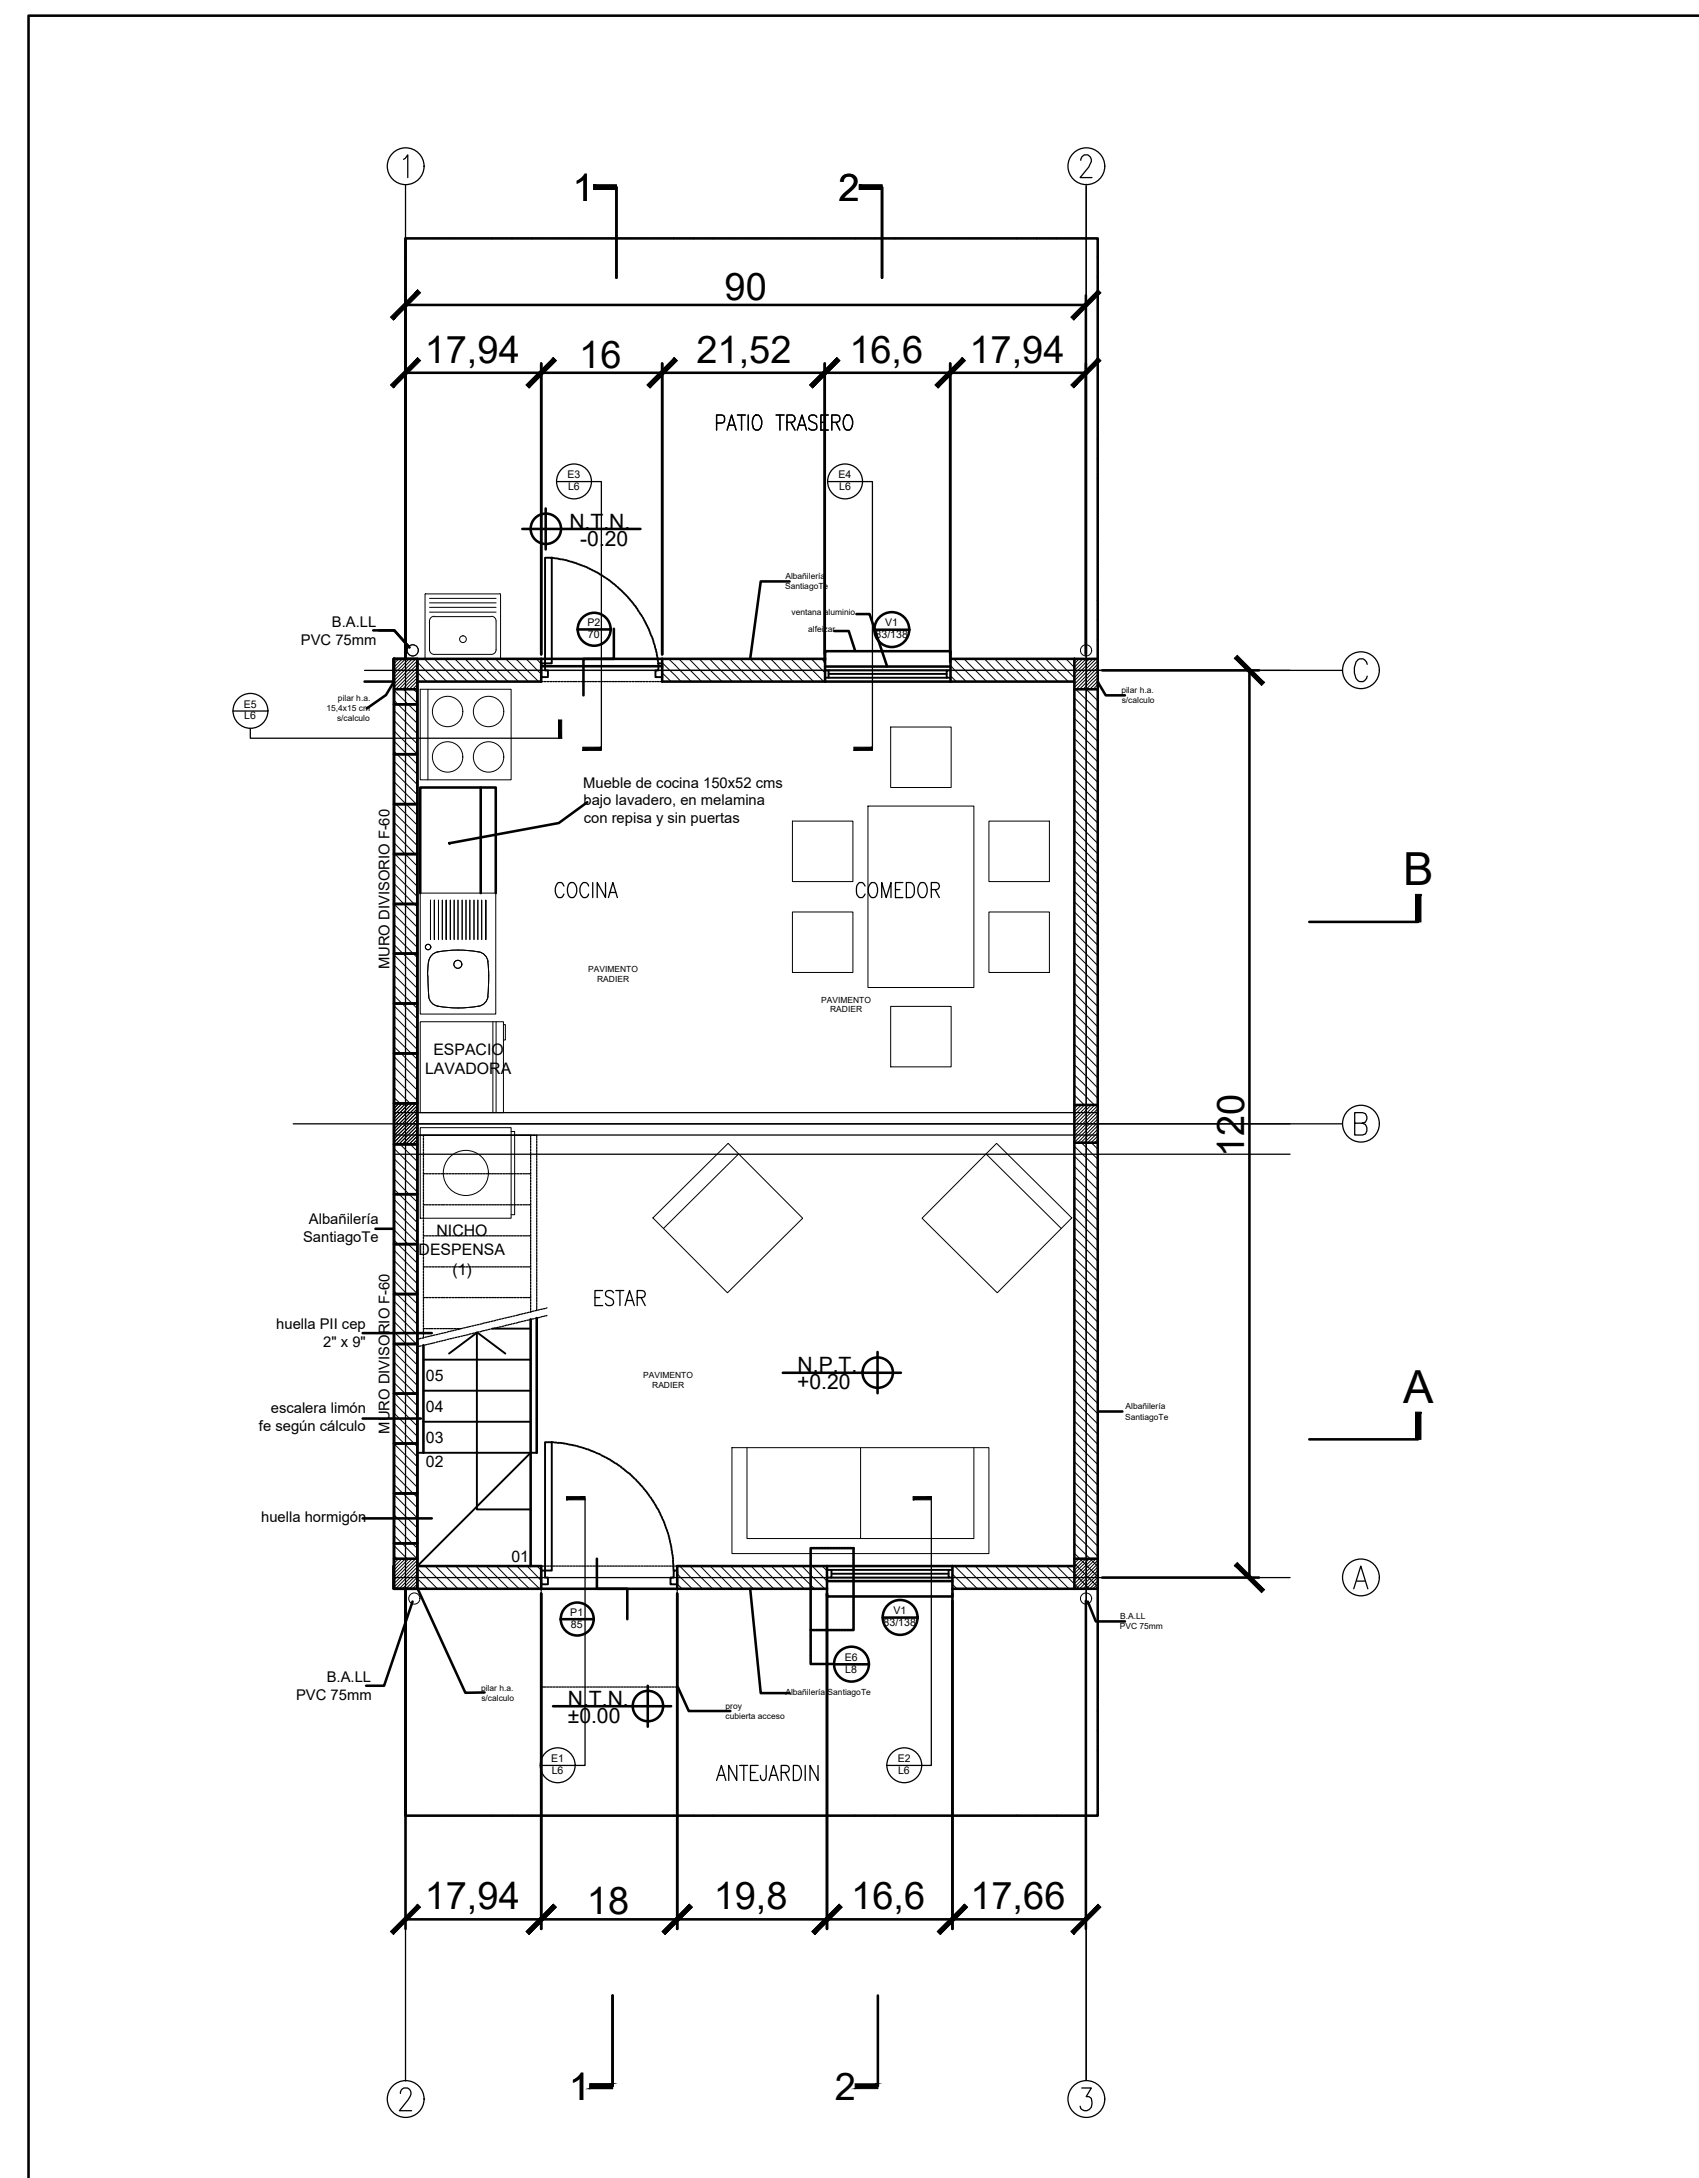 1
2
1
2
90
17,94
16
21,52
16,6
17,94
PATIO TRASERO
E3
L6
E4
L6
N.T.N.
-0.20
Albañilería
SantiagoTe
ventana aluminio
alfeizar
P2
70
V1
83/138
B.A.LL
PVC 75mm
C
pilar h.a.
15,4x15 cm
s/calculo
pilar h.a.
s/calculo
E5
L6
Mueble de cocina 150x52 cms
bajo lavadero, en melamina
con repisa y sin puertas
MURO DIVISORIO F-60
COCINA
COMEDOR
B
PAVIMENTO
RADIER
PAVIMENTO
RADIER
ESPACIO
LAVADORA
120
B
Albañilería
SantiagoTe
NICHO
DESPENSA
(1)
ESTAR
MURO DIVISORIO F-60
huella PII cep
2" x 9"
N.P.T.
+0.20
PAVIMENTO
RADIER
A
05
04
03
02
escalera limón
fe según cálculo
Albañilería
SantiagoTe
huella hormigón
01
A
P1
85
V1
83/138
B.A.LL
PVC 75mm
E6
L8
B.A.LL
PVC 75mm
pilar h.a.
s/calculo
Albañilería SantiagoTe
N.T.N.
±0.00
proy
cubierta acceso
E1
L6
E2
L6
ANTEJARDIN
17,94
18
19,8
16,6
17,66
1
2
2
3